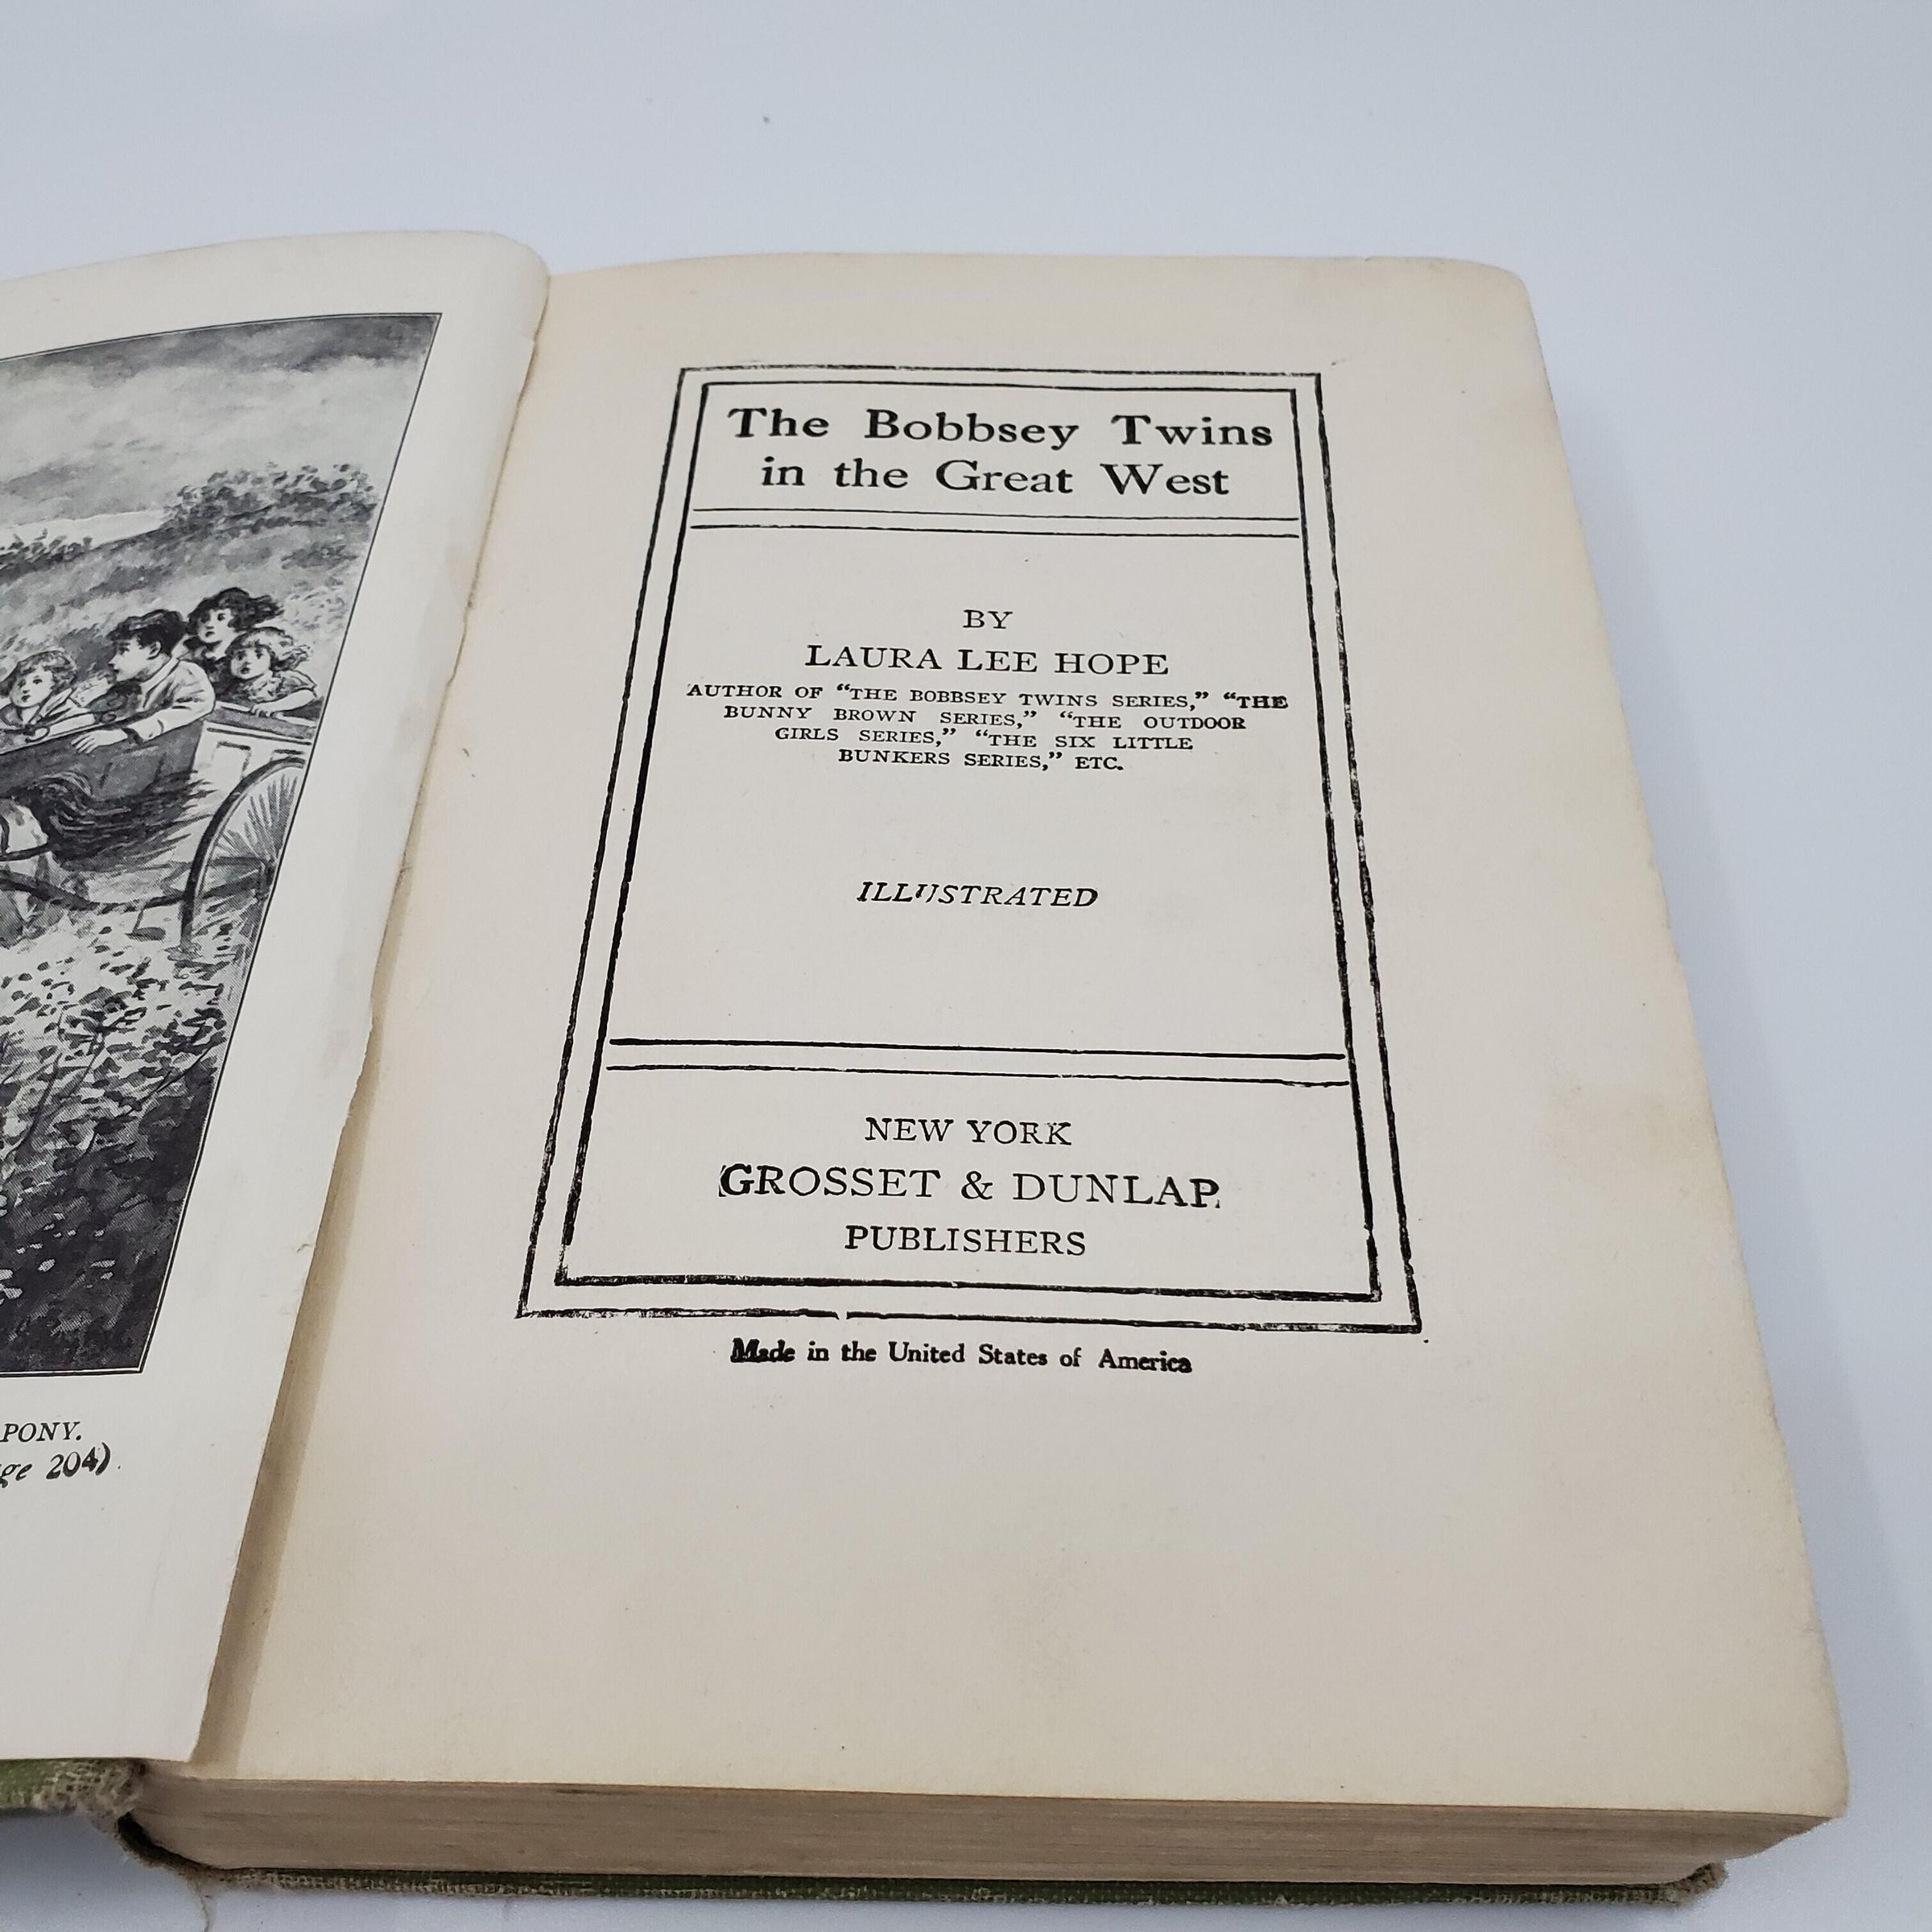 PONY.
204)
The Bobbsey Twins
in the Great West
BY
LAURA LEE HOPE
AUTHOR OF “THE BOBBSEY TWINS SERIES,” “THE
BUNNY BROWN SERIES,” “THE OUTDOOR
GIRLS SERIES,” “THE SIX LITTLE
BUNKERS SERIES,” ETC.
ILLUSTRATED
NEW YORK
GROSSET & DUNLAP
PUBLISHERS
Made in the United States of America